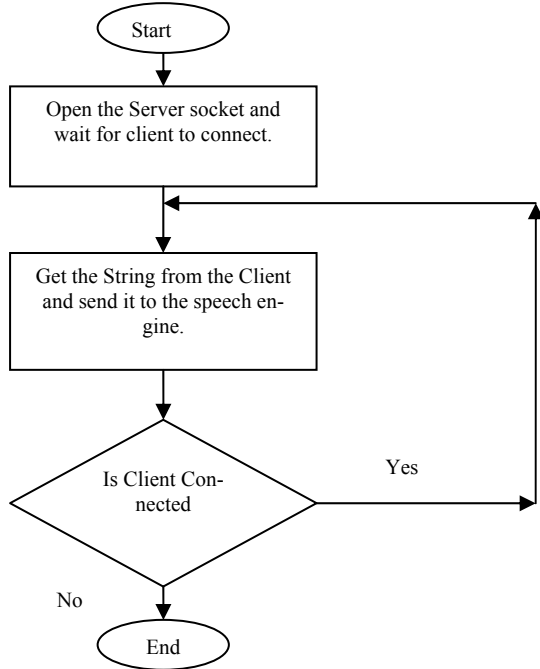 Start
Open the Server socket and
wait for client to connect.
Get the String from the Client
and send it to the speech en-
gine.
Is Client Con-
nected
Yes
No
End